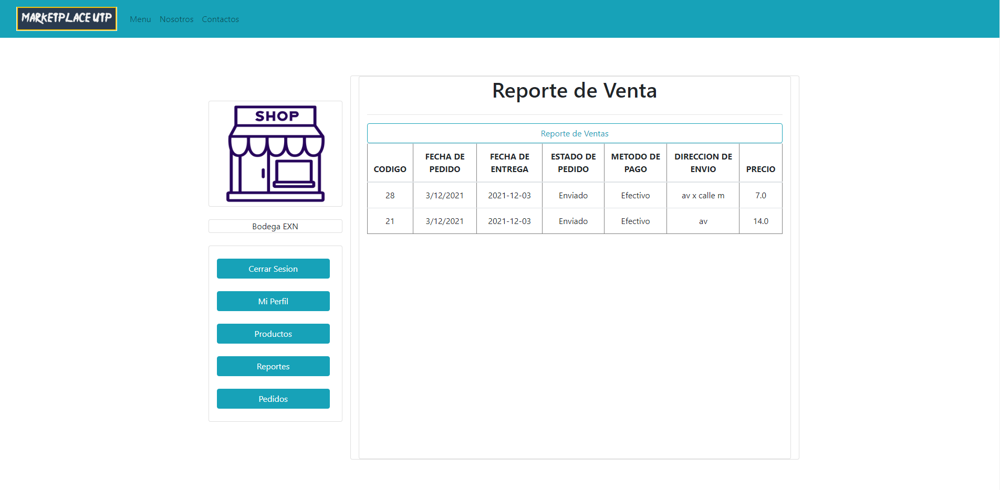 MARKETPLACE UTP
Menu
Nosotros
Contactos
SHOP
Bodega EXN
Cerrar Sesion
Mi Perfil
Productos
Reportes
Pedidos
Reporte de Venta
Reporte de Ventas
CODIGO FECHA DE PEDIDO FECHA DE ENTREGA ESTADO DE PEDIDO METODO DE PAGO DIRECCION DE ENVIO PRECIO
28 3/12/2021 2021-12-03 Enviado Efectivo av x calle m 7.0
21 3/12/2021 2021-12-03 Enviado Efectivo av 14.0